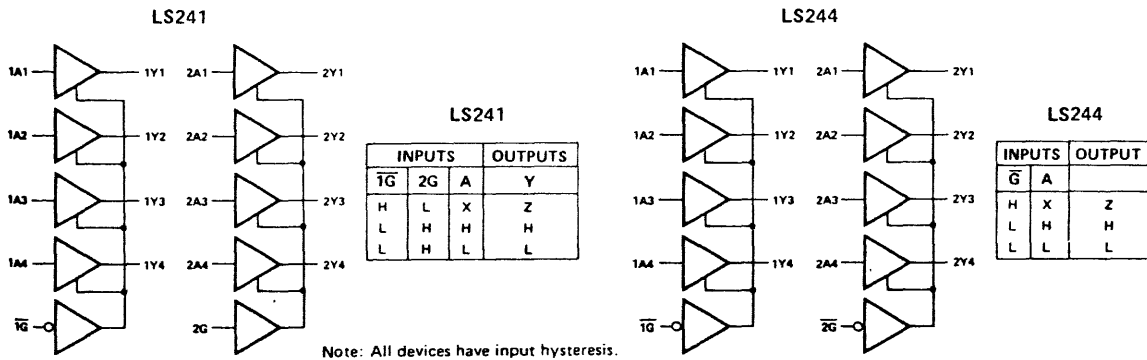 LS241
1A1 1Y1 2A1 2Y1
1A2 1Y2 2A2 2Y2
1A3 1Y3 2A3 2Y3
1A4 1Y4 2A4 2Y4
1G 2G
LS241
INPUTS OUTPUTS
1G 2G A Y
H L X Z
L H H H
L H L L
Note: All devices have input hysteresis.
LS244
1A1 1Y1 2A1 2Y1
1A2 1Y2 2A2 2Y2
1A3 1Y3 2A3 2Y3
1A4 1Y4 2A4 2Y4
1G 2G
LS244
INPUTS OUTPUT
G A
H X Z
L H H
L L L